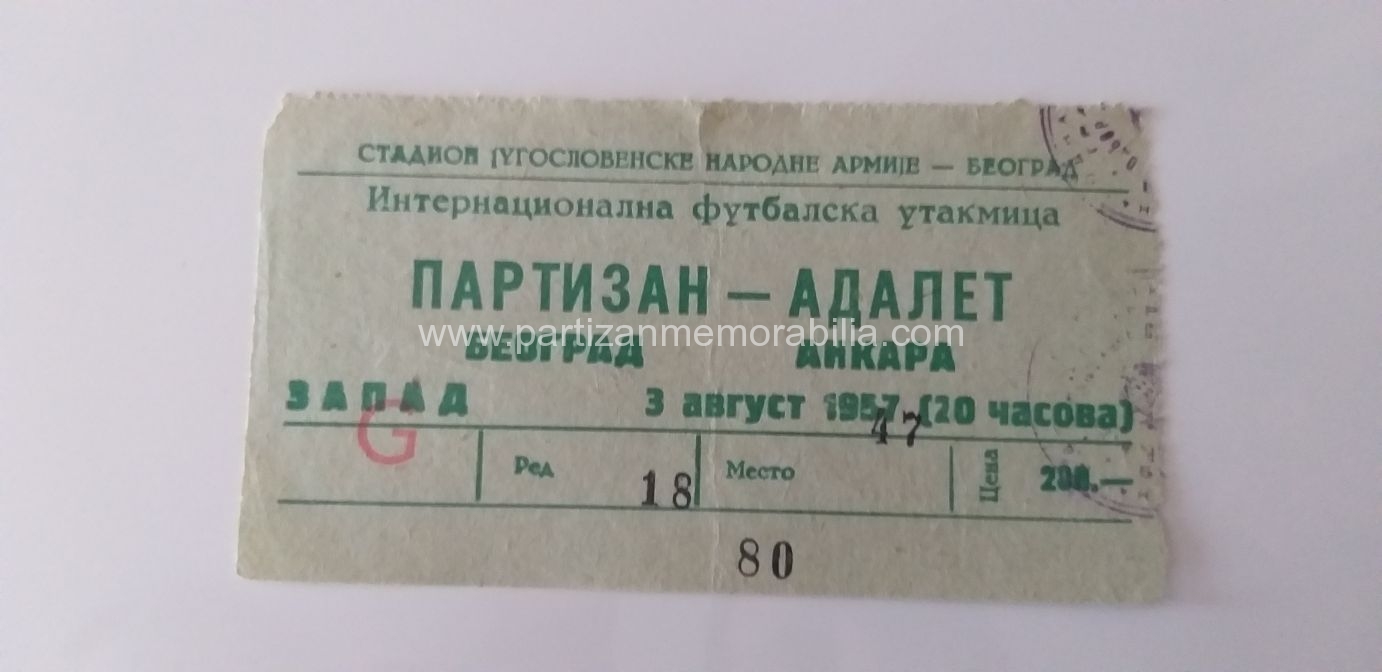 СТАДИОН ЈУГОСЛОВЕНСКЕ НАРОДНЕ АРМИЈЕ — БЕОГРАД
Интернационална футбалска утакмица
ПАРТИЗАН — АДАЛЕТ
www.partizanmemorabilia.com
БЕОГРАД АНКАРА
ЗАПАД 3 август 1957. (20 часова)
G
47
Ред 18 Место Цена 200.—
80